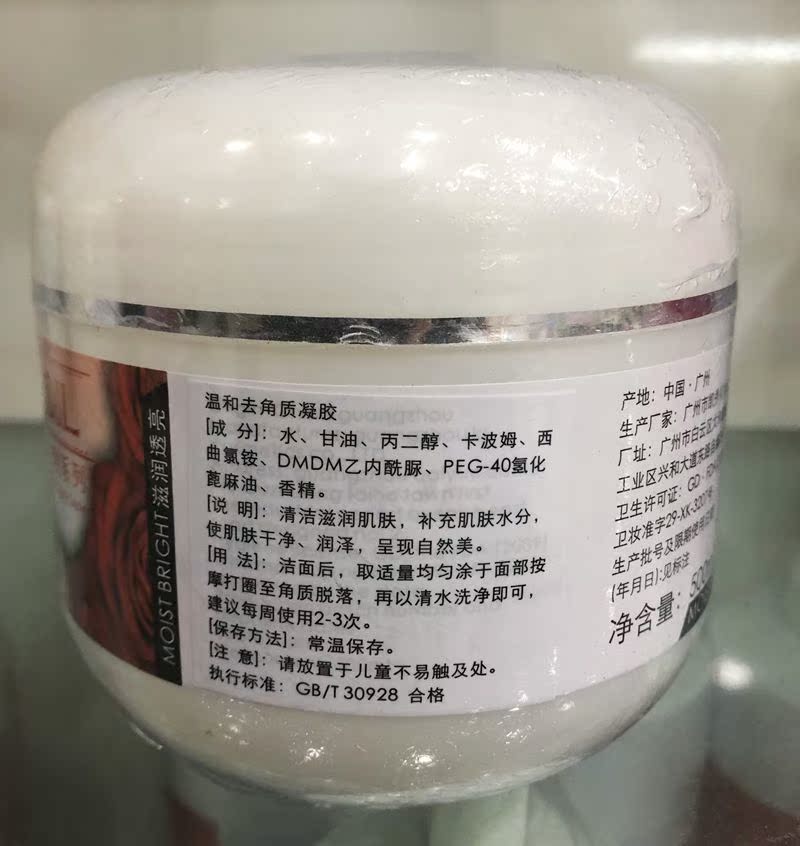 MOIST BRIGHT 滋润透亮
温和去角质凝胶
[成 分]：水、甘油、丙二醇、卡波姆、西
曲氯铵、DMDM乙内酰脲、PEG-40氢化
蓖麻油、香精。
[说 明]：清洁滋润肌肤，补充肌肤水分，
使肌肤干净、润泽，呈现自然美。
[用 法]：洁面后，取适量均匀涂于面部按
摩打圈至角质脱落，再以清水洗净即可，
建议每周使用2-3次。
[保存方法]：常温保存。
[注 意]：请放置于儿童不易触及处。
执行标准：GB/T 30928 合格
产地：中国·广州
生产厂家：广州市
厂址：广州市白云区
工业区兴和大道东路
卫生许可证：GD·FDA
卫妆准字29-XK-3207号
生产批号及限期使用日期
(年月日):见标注
净含量：500